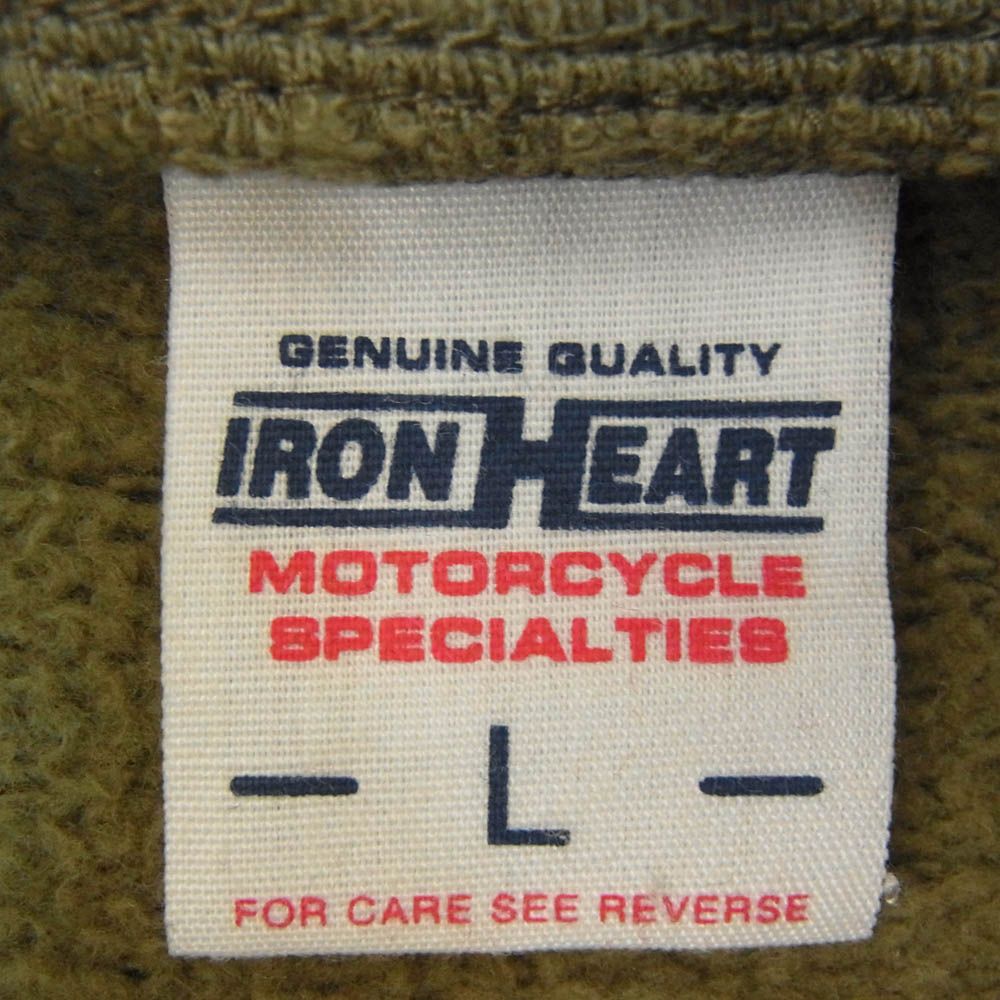 GENUINE QUALITY
IRON HEART
MOTORCYCLE
SPECIALTIES
— L —
FOR CARE SEE REVERSE